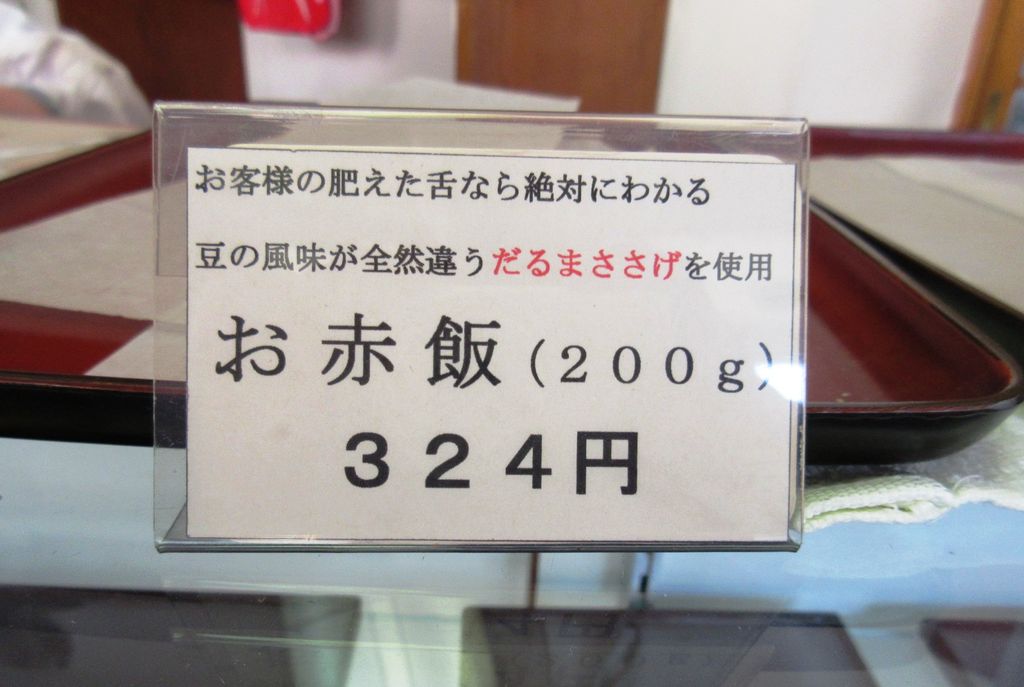 お客様の肥えた舌なら絶対にわかる
豆の風味が全然違うだるまささげを使用
お赤飯（２００ｇ）
３２４円